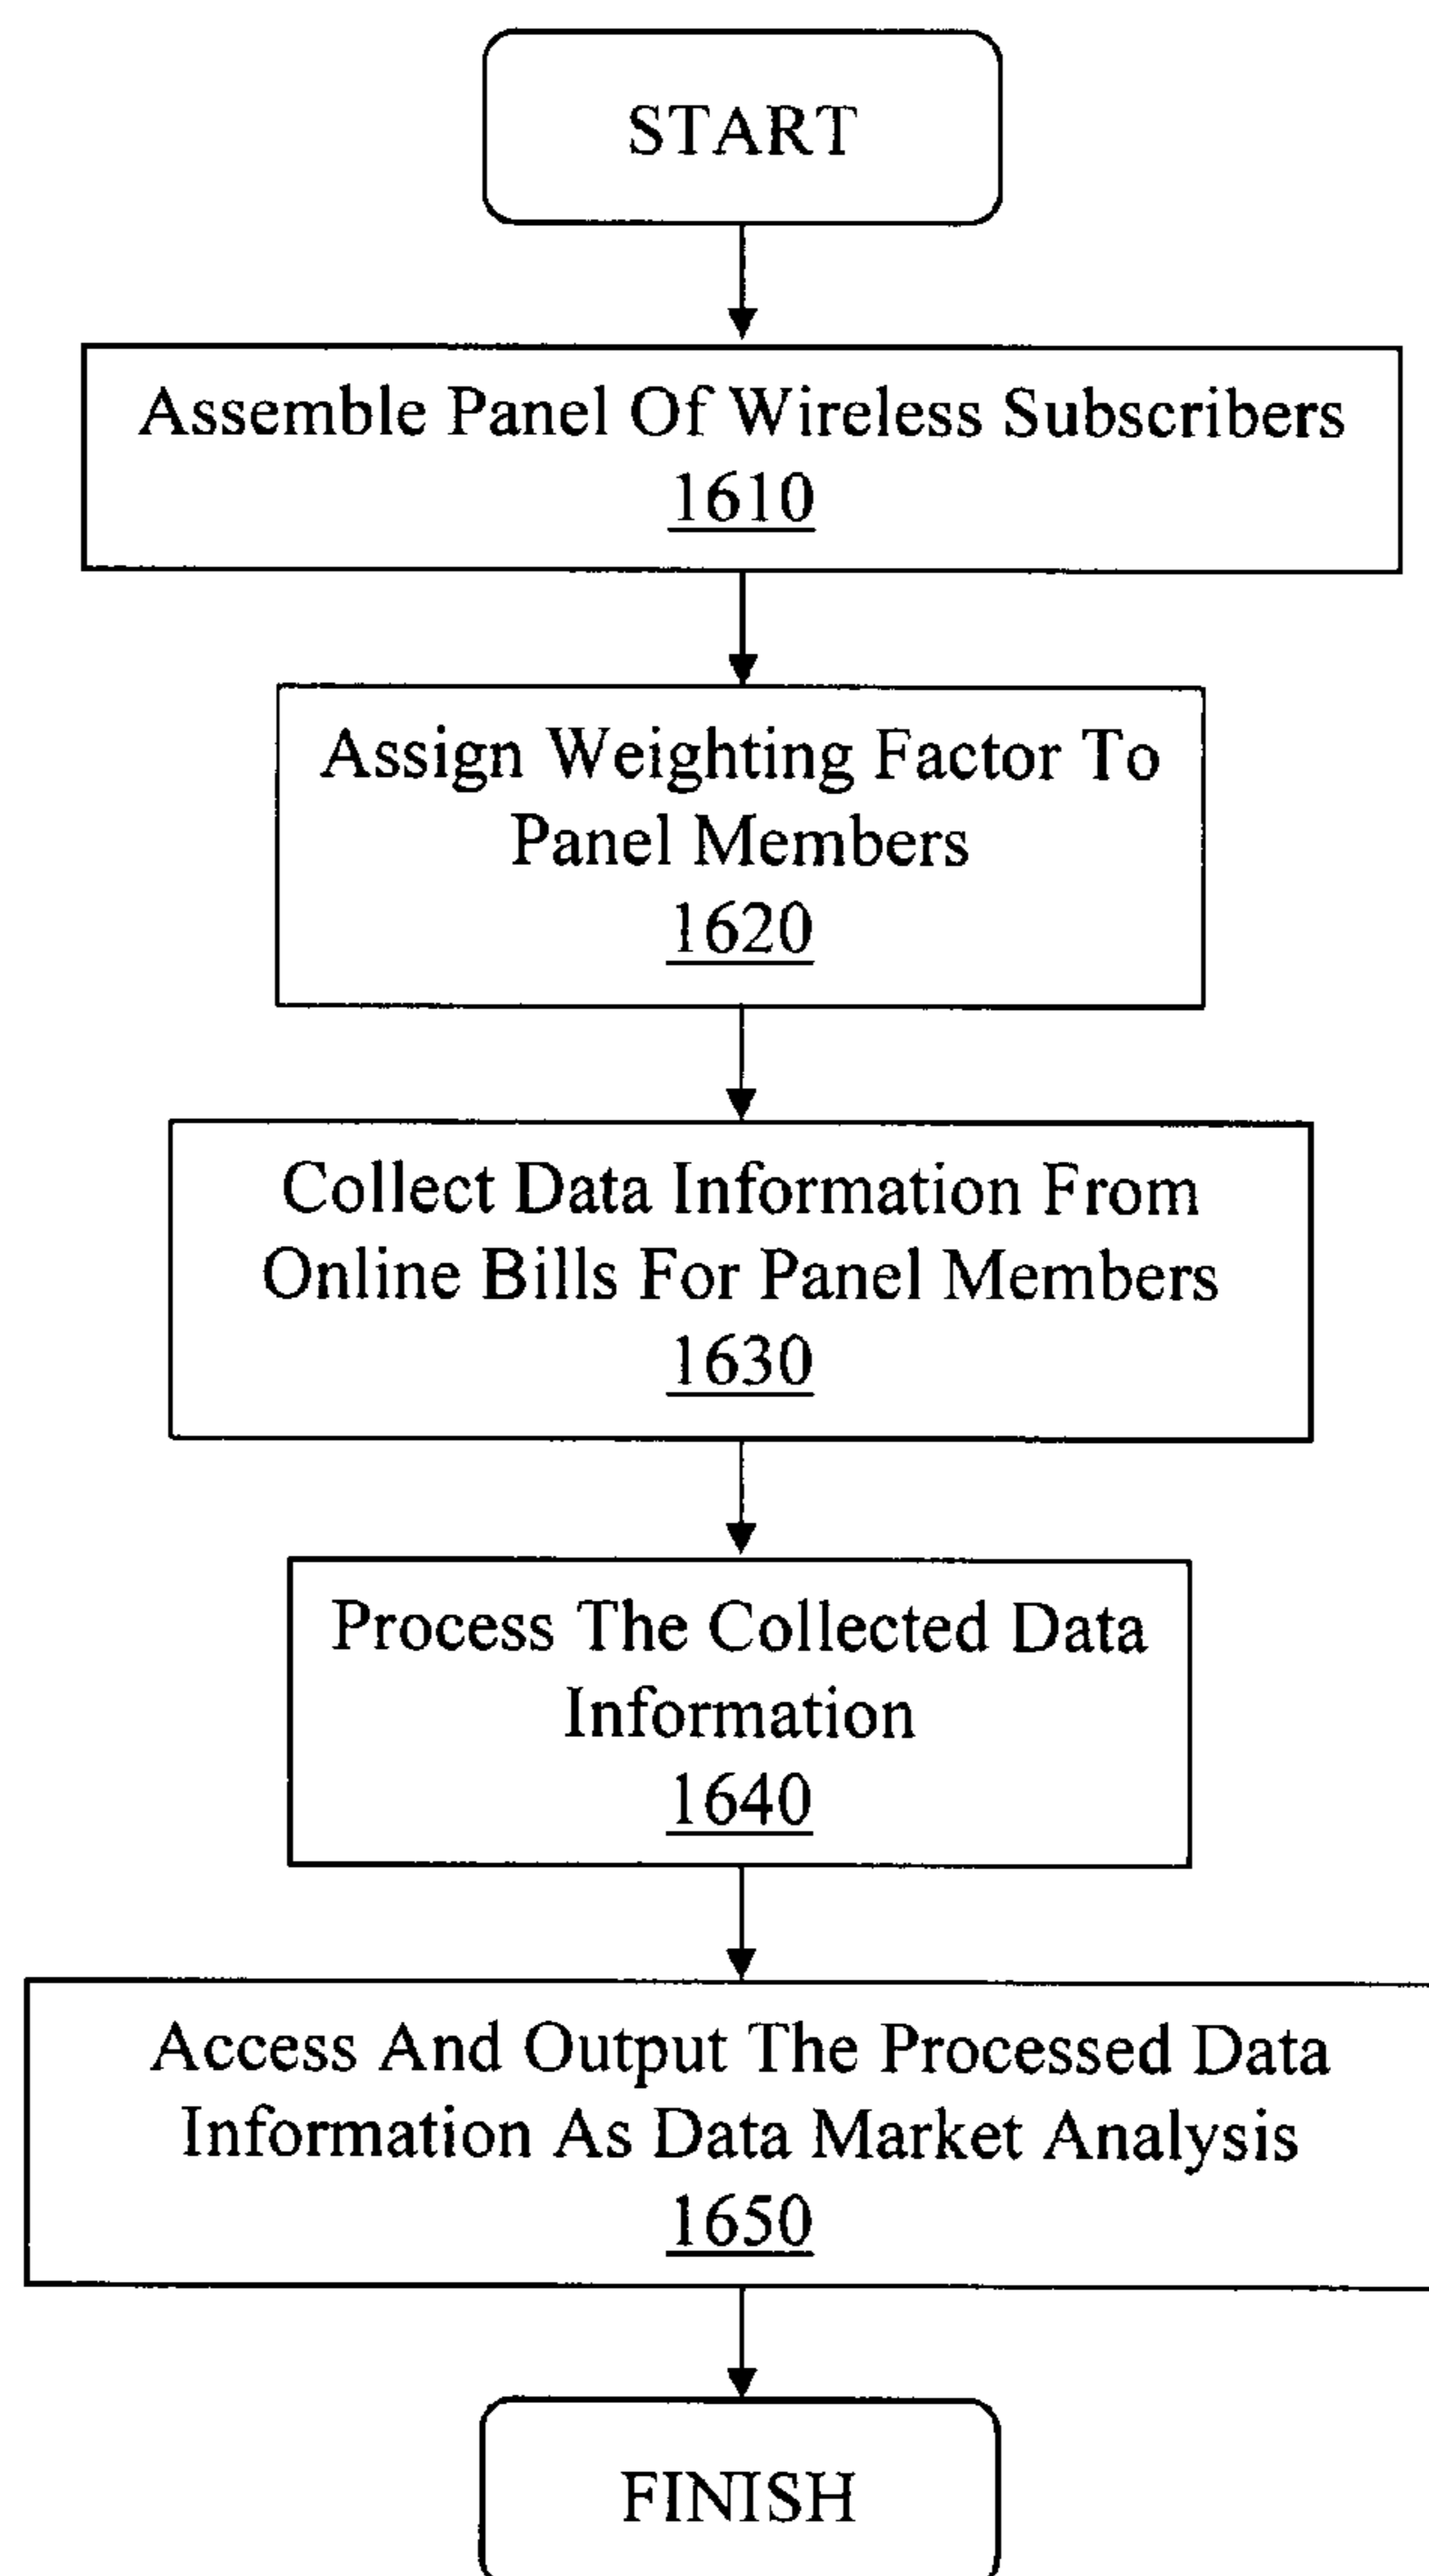 START
Assemble Panel Of Wireless Subscribers
1610
Assign Weighting Factor To
Panel Members
1620
Collect Data Information From
Online Bills For Panel Members
1630
Process The Collected Data
Information
1640
Access And Output The Processed Data
Information As Data Market Analysis
1650
FINISH